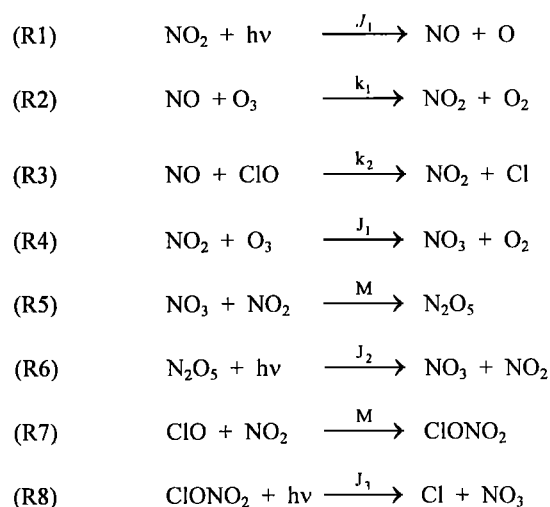 (R1) NO₂ + hν —J₁→ NO + O
(R2) NO + O₃ —k₁→ NO₂ + O₂
(R3) NO + ClO —k₂→ NO₂ + Cl
(R4) NO₂ + O₃ —J₁→ NO₃ + O₂
(R5) NO₃ + NO₂ —M→ N₂O₅
(R6) N₂O₅ + hν —J₂→ NO₃ + NO₂
(R7) ClO + NO₂ —M→ ClONO₂
(R8) ClONO₂ + hν —J₃→ Cl + NO₃